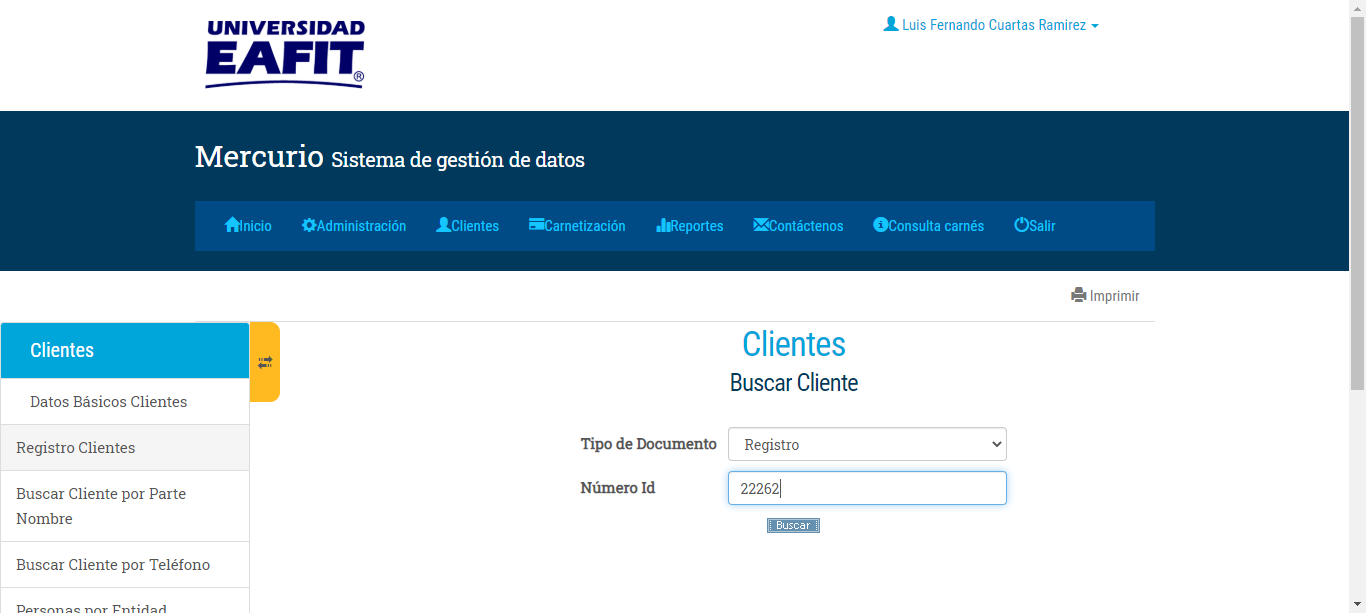 UNIVERSIDAD
EAFIT®
Luis Fernando Cuartas Ramirez
Mercurio Sistema de gestión de datos
Inicio Administración Clientes Carnetización Reportes Contáctenos Consulta carnés Salir
Imprimir
Clientes
Datos Básicos Clientes
Registro Clientes
Buscar Cliente por Parte
Nombre
Buscar Cliente por Teléfono
Personas por Entidad
Clientes
Buscar Cliente
Tipo de Documento Registro
Número Id 22262
Buscar